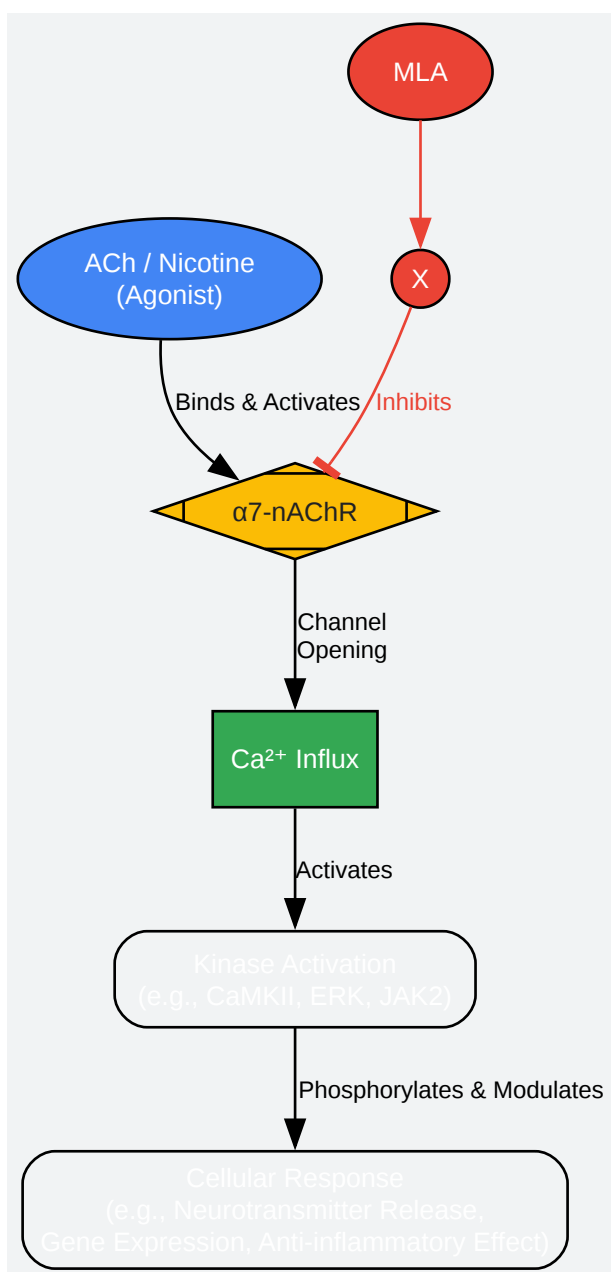 MLA
ACh / Nicotine
(Agonist)
X
Binds & Activates
Inhibits
α7-nAChR
Channel
Opening
Ca²⁺ Influx
Activates
Kinase Activation
(e.g., CaMKII, ERK, JAK2)
Phosphorylates & Modulates
Cellular Response
(e.g., Neurotransmitter Release,
Gene Expression, Anti-inflammatory Effect)